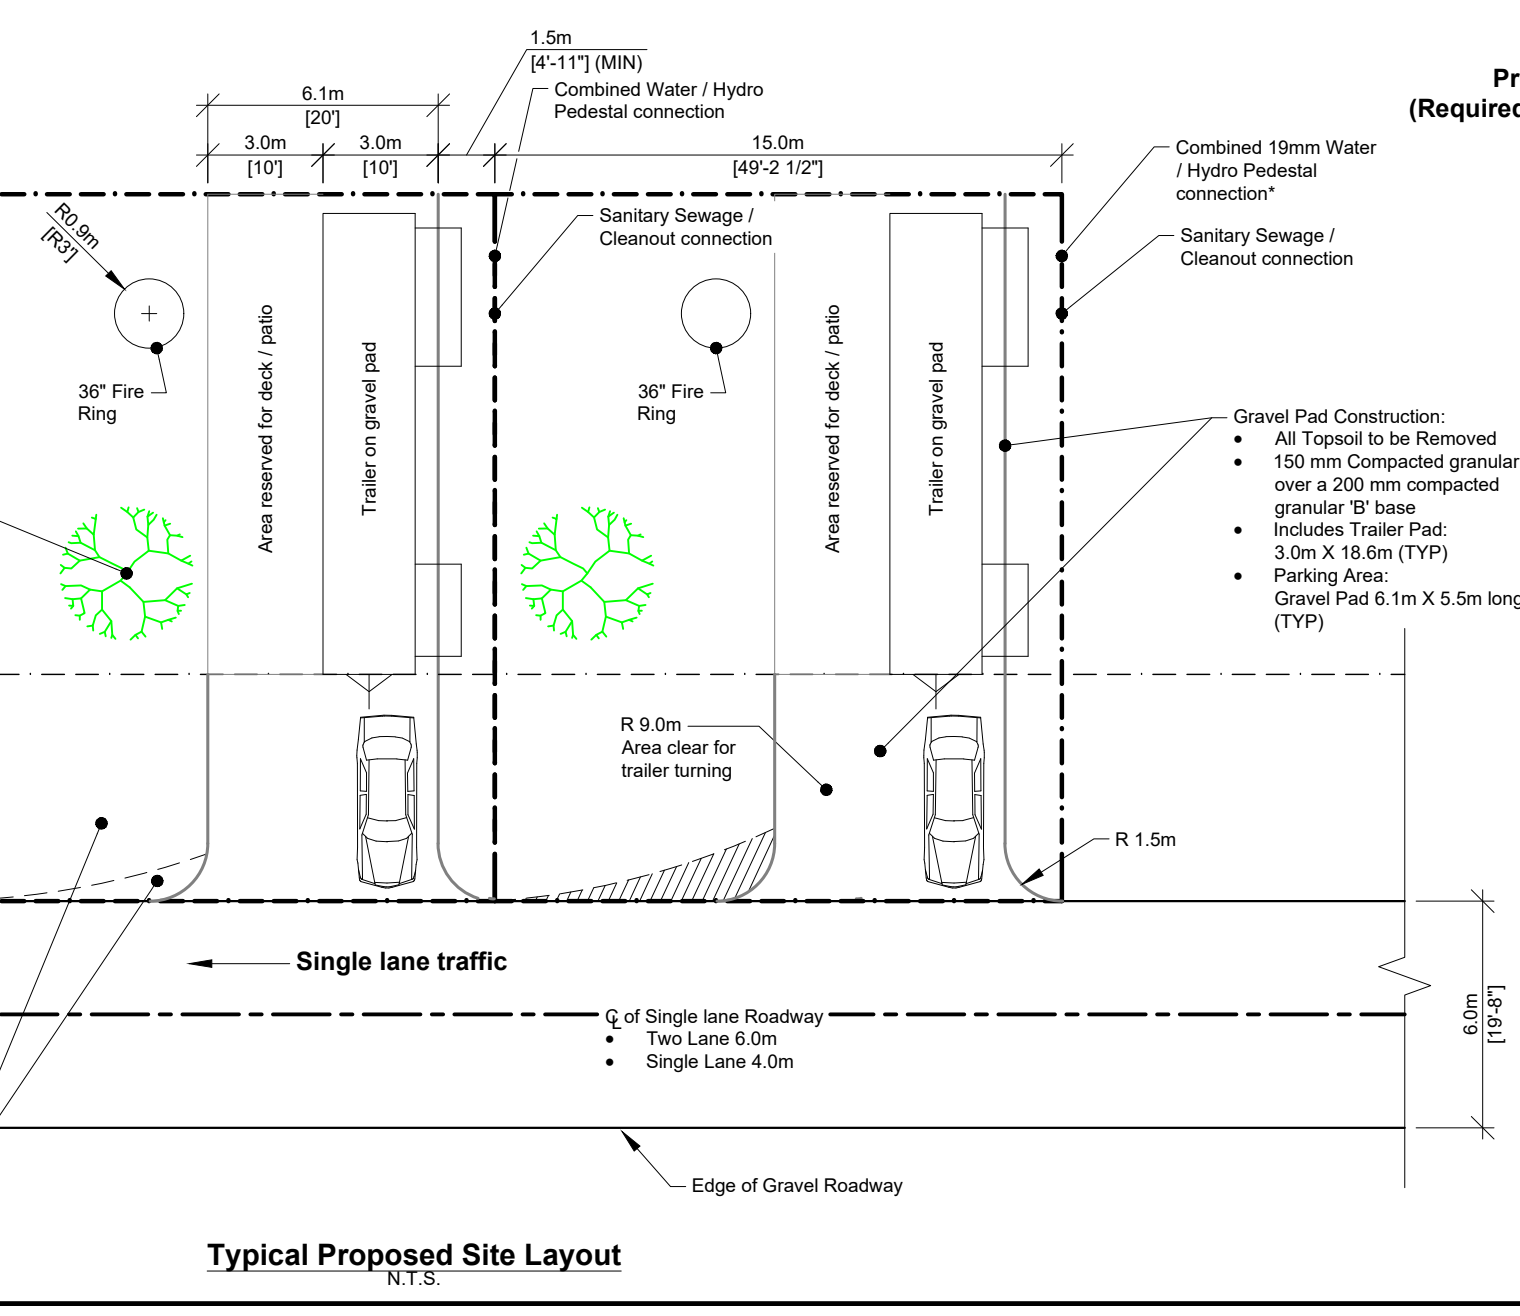 1.5m
[4'-11"] (MIN)
Combined Water / Hydro
Pedestal connection
6.1m
[20']
3.0m
[10']
3.0m
[10']
15.0m
[49'-2 1/2"]
Pr
(Required
Combined 19mm Water
/ Hydro Pedestal
connection*
Sanitary Sewage /
Cleanout connection
Sanitary Sewage /
Cleanout connection
R0.9m
[R3']
36" Fire
Ring
Area reserved for deck / patio
Trailer on gravel pad
36" Fire
Ring
Area reserved for deck / patio
Trailer on gravel pad
Gravel Pad Construction:
• All Topsoil to be Removed
• 150 mm Compacted granular
over a 200 mm compacted
granular 'B' base
• Includes Trailer Pad:
3.0m X 18.6m (TYP)
• Parking Area:
Gravel Pad 6.1m X 5.5m long
(TYP)
R 9.0m
Area clear for
trailer turning
R 1.5m
Single lane traffic
℄ of Single lane Roadway
• Two Lane 6.0m
• Single Lane 4.0m
6.0m
[19'-8"]
Edge of Gravel Roadway
Typical Proposed Site Layout
N.T.S.